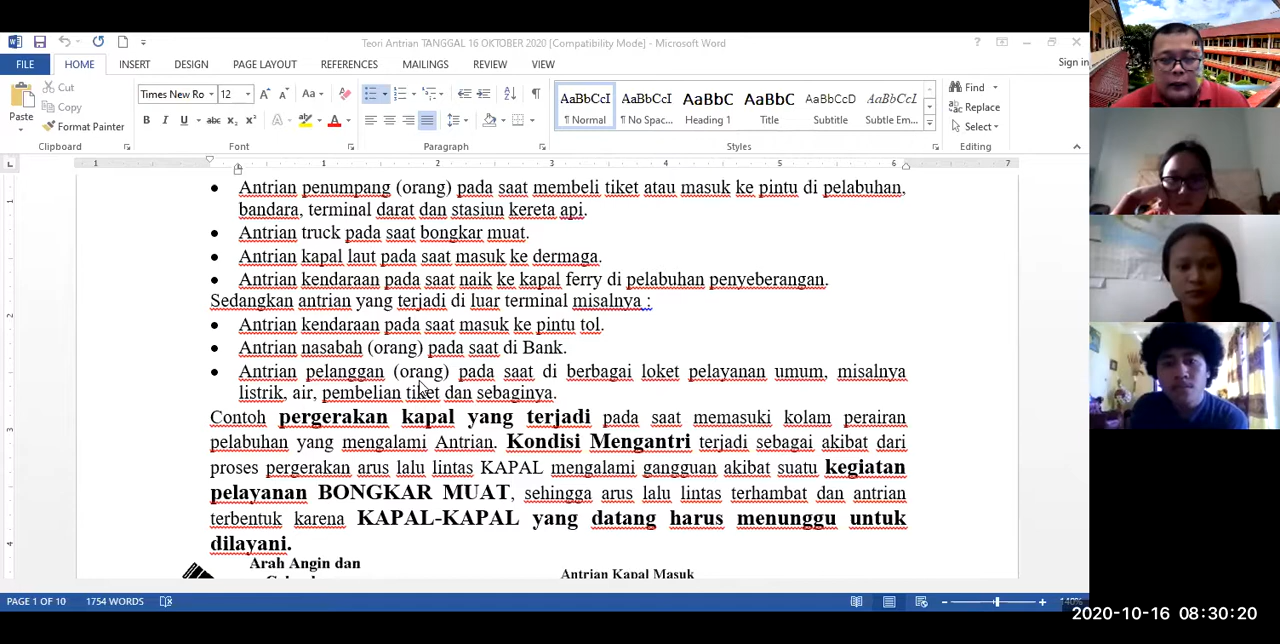 Teori Antrian TANGGAL 16 OKTOBER 2020 [Compatibility Mode] - Microsoft Word
FILE HOME INSERT DESIGN PAGE LAYOUT REFERENCES MAILINGS REVIEW VIEW Sign in
Paste
Cut
Copy
Format Painter
Clipboard
Times New Ro 12
Font
Paragraph
AaBbCcI AaBbCcI AaBbC AaBbC AaBbCcD AaBbCcI
¶ Normal ¶ No Spac... Heading 1 Title Subtitle Subtle Em...
Styles
Find
Replace
Select
Editing
1 1 2 3 4 5 6 7
• Antrian penumpang (orang) pada saat membeli tiket atau masuk ke pintu di pelabuhan,
bandara, terminal darat dan stasiun kereta api.
• Antrian truck pada saat bongkar muat.
• Antrian kapal laut pada saat masuk ke dermaga.
• Antrian kendaraan pada saat naik ke kapal ferry di pelabuhan penyeberangan.
Sedangkan antrian yang terjadi di luar terminal misalnya :
• Antrian kendaraan pada saat masuk ke pintu tol.
• Antrian nasabah (orang) pada saat di Bank.
• Antrian pelanggan (orang) pada saat di berbagai loket pelayanan umum, misalnya
listrik, air, pembelian tiket dan sebaginya.
Contoh pergerakan kapal yang terjadi pada saat memasuki kolam perairan
pelabuhan yang mengalami Antrian. Kondisi Mengantri terjadi sebagai akibat dari
proses pergerakan arus lalu lintas KAPAL mengalami gangguan akibat suatu kegiatan
pelayanan BONGKAR MUAT, sehingga arus lalu lintas terhambat dan antrian
terbentuk karena KAPAL-KAPAL yang datang harus menunggu untuk
dilayani.
Arah Angin dan
Antrian Kapal Masuk
PAGE 1 OF 10 1754 WORDS 140%
2020-10-16 08:30:20